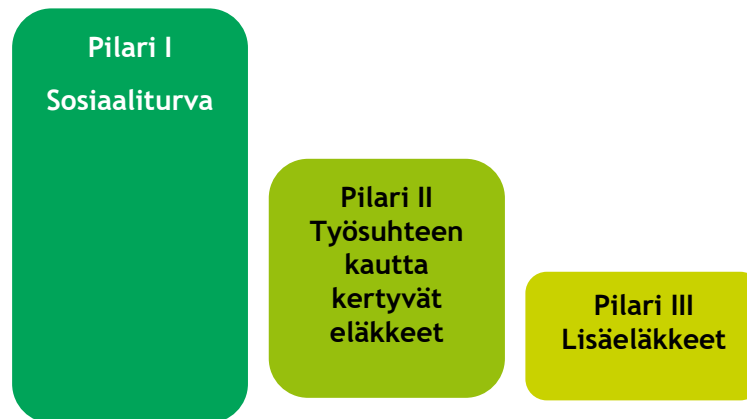 Pilari I
Sosiaaliturva
Pilari II
Työsuhteen
kautta
kertyvät
eläkkeet
Pilari III
Lisäeläkkeet